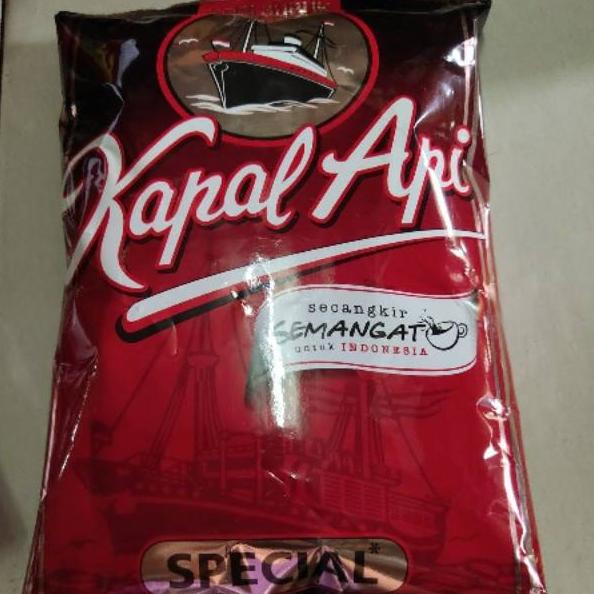 Kapal Api
secangkir
SEMANGAT
untuk INDONESIA
SPECIAL*